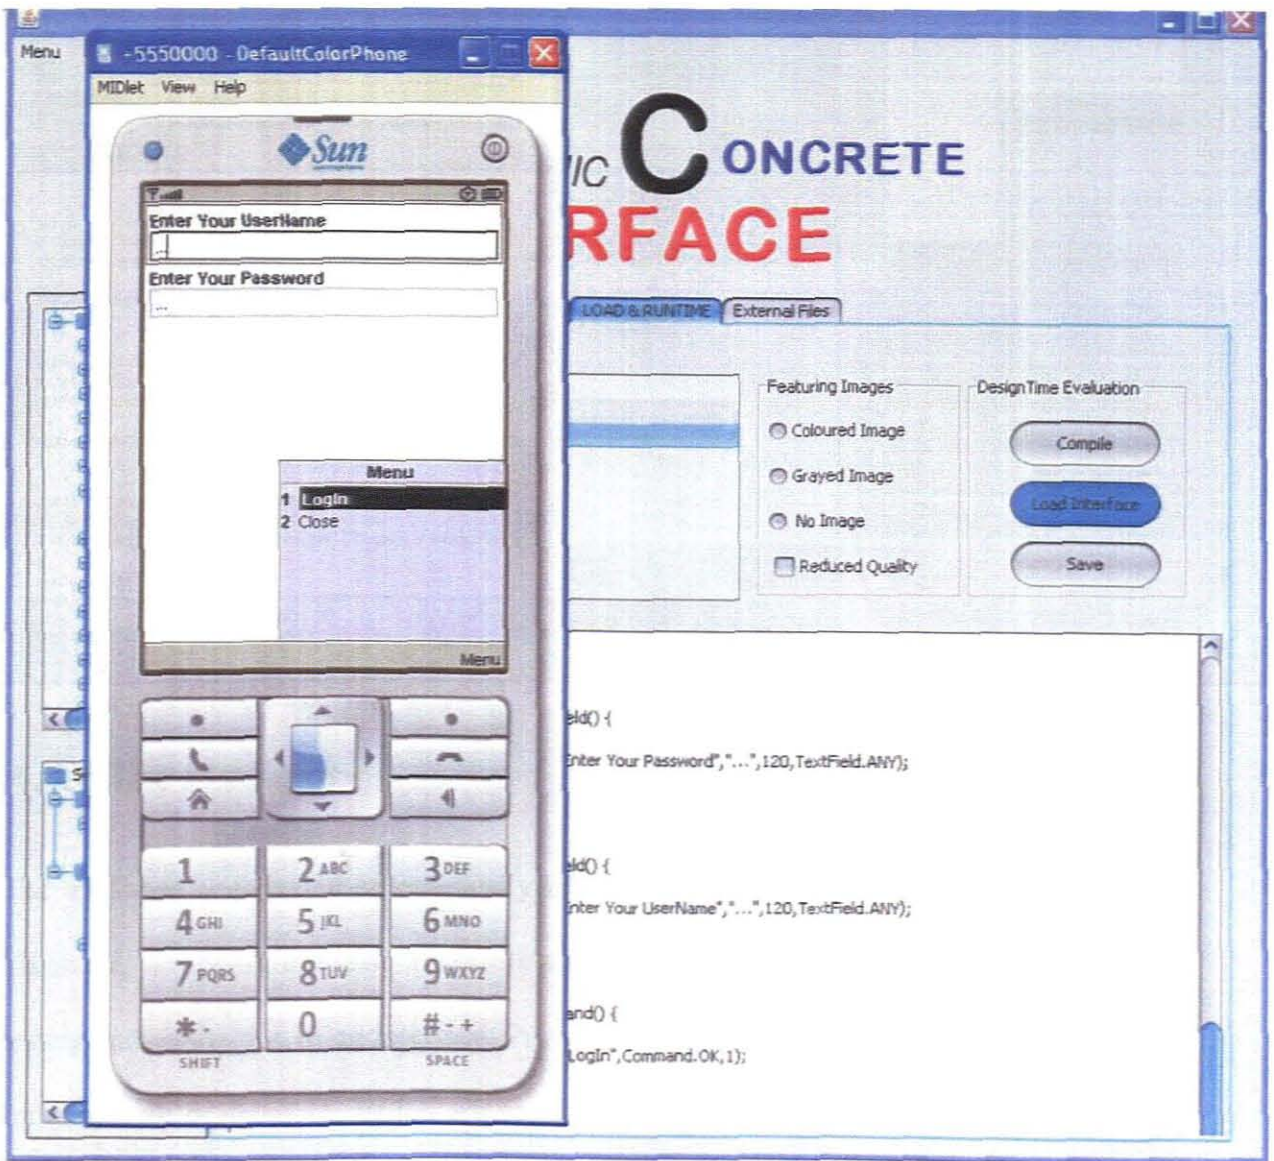 Menu
+5550000 - DefaultColorPhone
MIDlet View Help
Sun
Enter Your UserName
...
Enter Your Password
...
Menu
1 LogIn
2 Close
Menu
1
2 ABC
3 DEF
4 GHI
5 JKL
6 MNO
7 PQRS
8 TUV
9 WXYZ
* .
0
# - +
SHIFT
SPACE
IC CONCRETE
RFACE
LOAD & RUNTIME
External Files
Featuring Images
Coloured Image
Grayed Image
No Image
Reduced Quality
DesignTime Evaluation
Compile
Load Interface
Save
eld() {
Enter Your Password","...",120,TextField.ANY);
eld() {
Enter Your UserName","...",120,TextField.ANY);
and() {
LogIn",Command.OK,1);